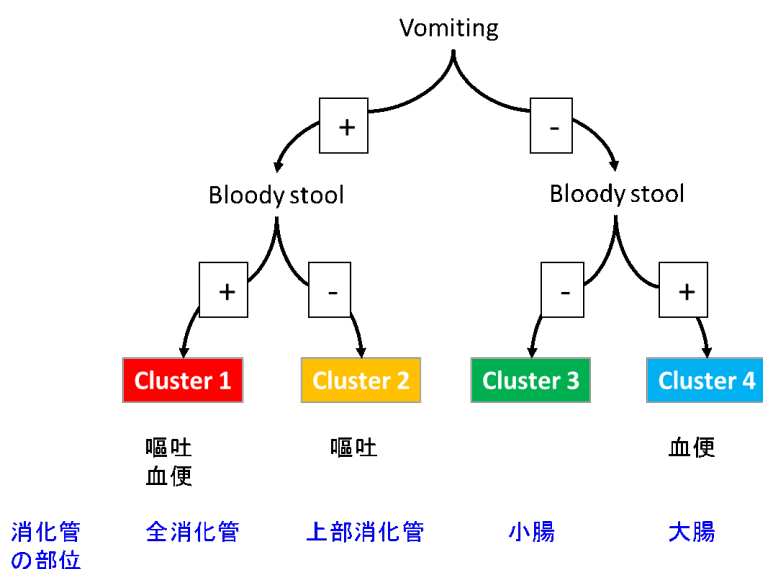 Vomiting
+
-
Bloody stool
Bloody stool
+
-
-
+
Cluster 1
Cluster 2
Cluster 3
Cluster 4
嘔吐
血便
嘔吐
血便
消化管
の部位
全消化管
上部消化管
小腸
大腸